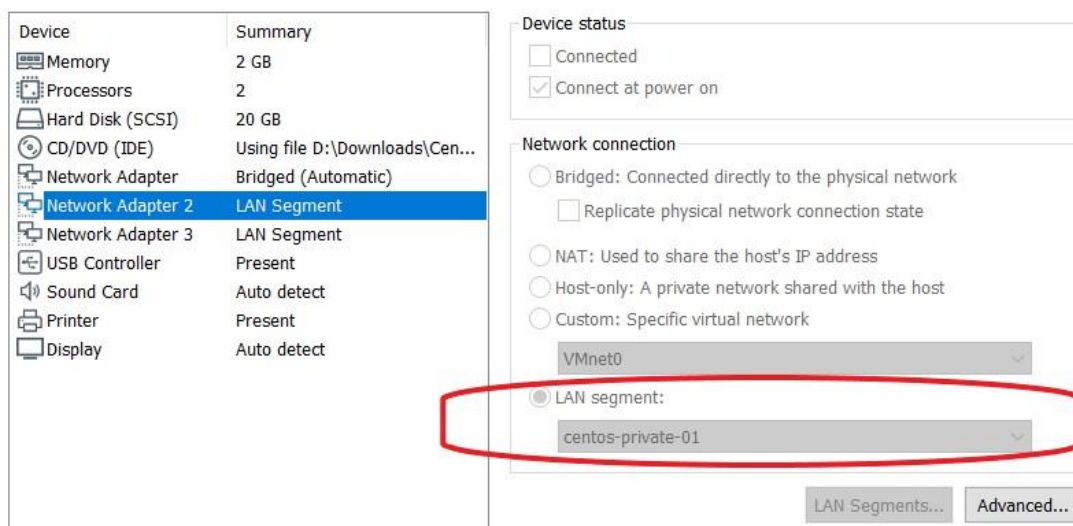 Device Summary
Memory 2 GB
Processors 2
Hard Disk (SCSI) 20 GB
CD/DVD (IDE) Using file D:\Downloads\Cen...
Network Adapter Bridged (Automatic)
Network Adapter 2 LAN Segment
Network Adapter 3 LAN Segment
USB Controller Present
Sound Card Auto detect
Printer Present
Display Auto detect
Device status
Connected
Connect at power on
Network connection
Bridged: Connected directly to the physical network
Replicate physical network connection state
NAT: Used to share the host's IP address
Host-only: A private network shared with the host
Custom: Specific virtual network
VMnet0
LAN segment:
centos-private-01
LAN Segments... Advanced...